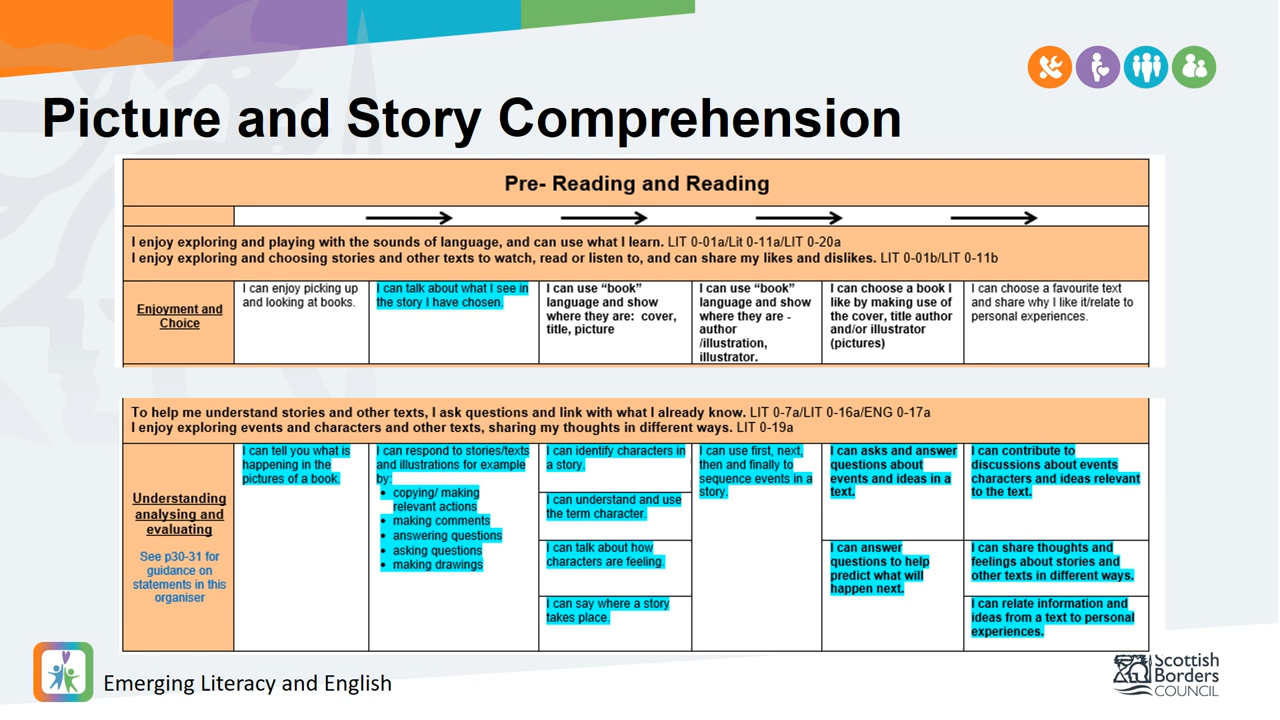 Picture and Story Comprehension
Pre- Reading and Reading
I enjoy exploring and playing with the sounds of language, and can use what I learn. LIT 0-01a/Lit 0-11a/LIT 0-20a
I enjoy exploring and choosing stories and other texts to watch, read or listen to, and can share my likes and dislikes. LIT 0-01b/LIT 0-11b
Enjoyment and
Choice
I can enjoy picking up
and looking at books.
I can talk about what I see in
the story I have chosen.
I can use “book”
language and show
where they are: cover,
title, picture
I can use “book”
language and show
where they are -
author
/illustration,
illustrator.
I can choose a book I
like by making use of
the cover, title author
and/or illustrator
(pictures)
I can choose a favourite text
and share why I like it/relate to
personal experiences.
To help me understand stories and other texts, I ask questions and link with what I already know. LIT 0-7a/LIT 0-16a/ENG 0-17a
I enjoy exploring events and characters and other texts, sharing my thoughts in different ways. LIT 0-19a
Understanding
analysing and
evaluating
See p30-31 for
guidance on
statements in this
organiser
I can tell you what is
happening in the
pictures of a book.
I can respond to stories/texts
and illustrations for example
by:
• copying/ making
relevant actions
• making comments
• answering questions
• asking questions
• making drawings
I can identify characters in
a story.
I can understand and use
the term character.
I can talk about how
characters are feeling.
I can say where a story
takes place.
I can use first, next,
then and finally to
sequence events in a
story.
I can asks and answer
questions about
events and ideas in a
text.
I can answer
questions to help
predict what will
happen next.
I can contribute to
discussions about events
characters and ideas relevant
to the text.
I can share thoughts and
feelings about stories and
other texts in different ways.
I can relate information and
ideas from a text to personal
experiences.
Emerging Literacy and English
Scottish
Borders
COUNCIL